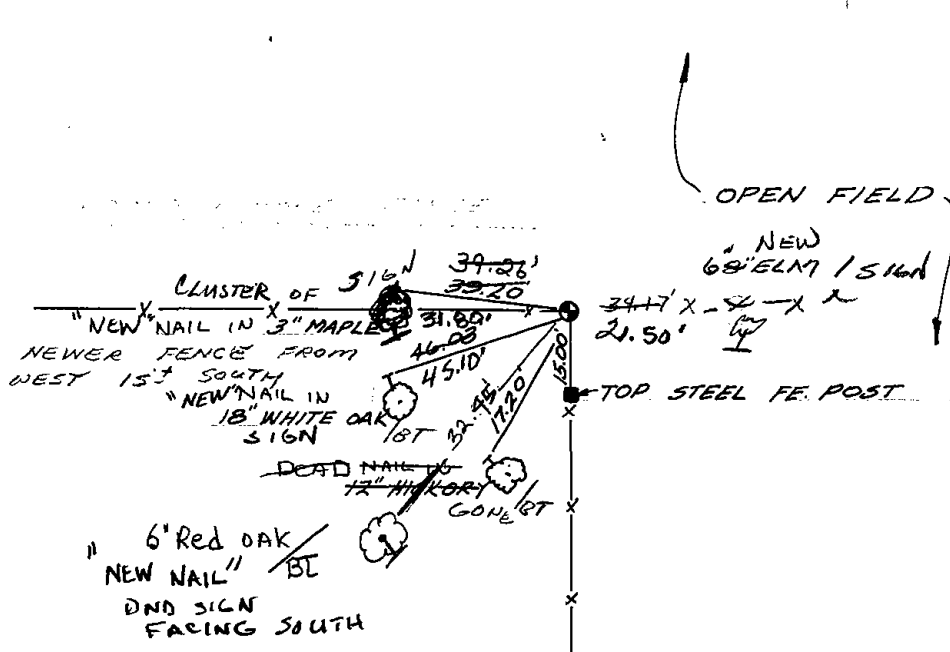 OPEN FIELD
NEW
6" ELM / SIGN
SIGN
39.26'
39.20'
34.17' X
21.50'
CLUSTER OF
"NEW" NAIL IN 3" MAPLE
31.80'
NEWER FENCE FROM
WEST 15'± SOUTH
46.03
45.10'
15.00
"NEW" NAIL IN
18" WHITE OAK
SIGN
BT
32.45'
17.20'
TOP STEEL FE. POST
DEAD NAIL IN
12" HICKORY
GONE BT
6" Red OAK
"NEW NAIL"
BT
DND SIGN
FACING SOUTH